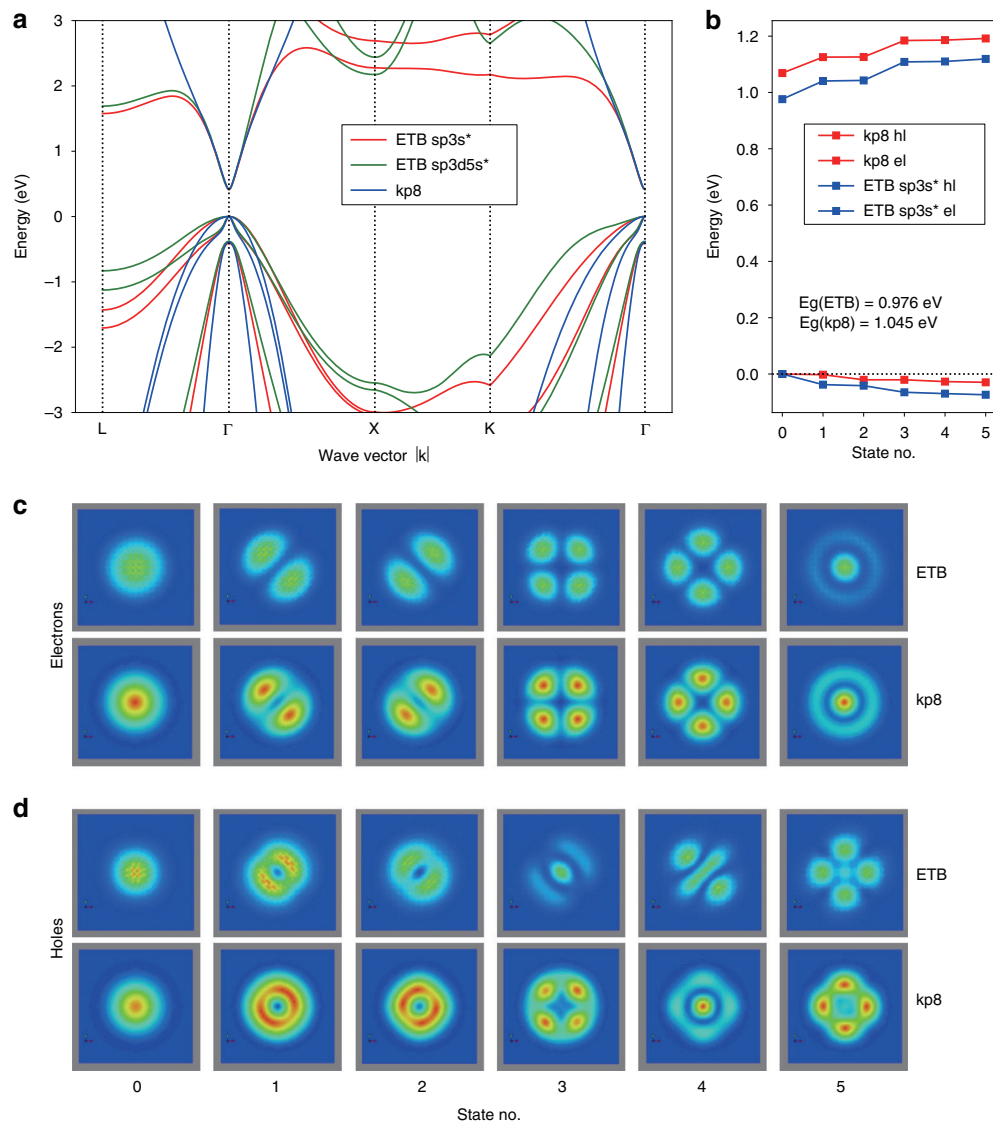 a
3
2
1
0
−1
−2
−3
Energy (eV)
ETB sp3s*
ETB sp3d5s*
kp8
L
Γ
X
K
Γ
Wave vector |k|
b
1.2
1.0
0.8
0.6
0.4
0.2
0.0
Energy (eV)
kp8 hl
kp8 el
ETB sp3s* hl
ETB sp3s* el
Eg(ETB) = 0.976 eV
Eg(kp8) = 1.045 eV
0 1 2 3 4 5
State no.
c
Electrons
ETB
kp8
d
Holes
ETB
kp8
0 1 2 3 4 5
State no.